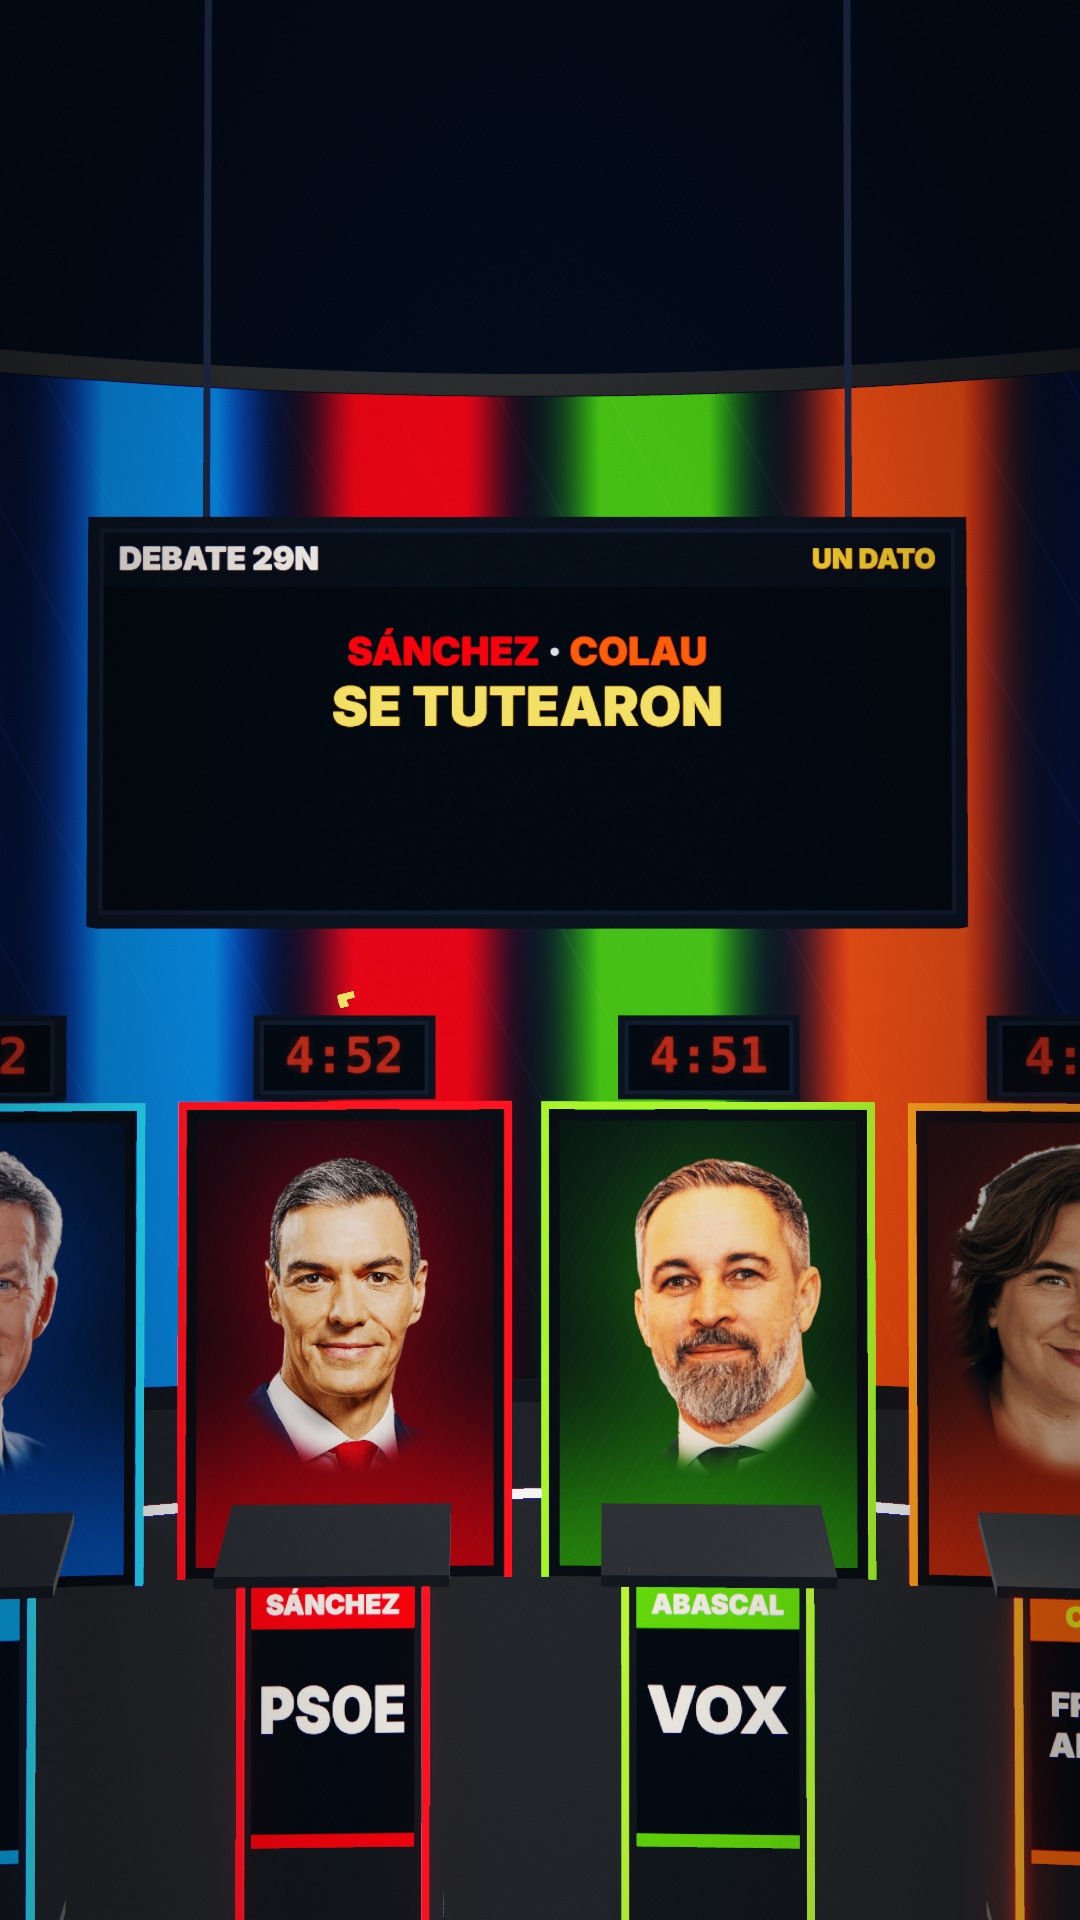 DEBATE 29N
UN DATO
SÁNCHEZ · COLAU
SE TUTEARON
4:52
4:51
SÁNCHEZ
ABASCAL
PSOE
VOX